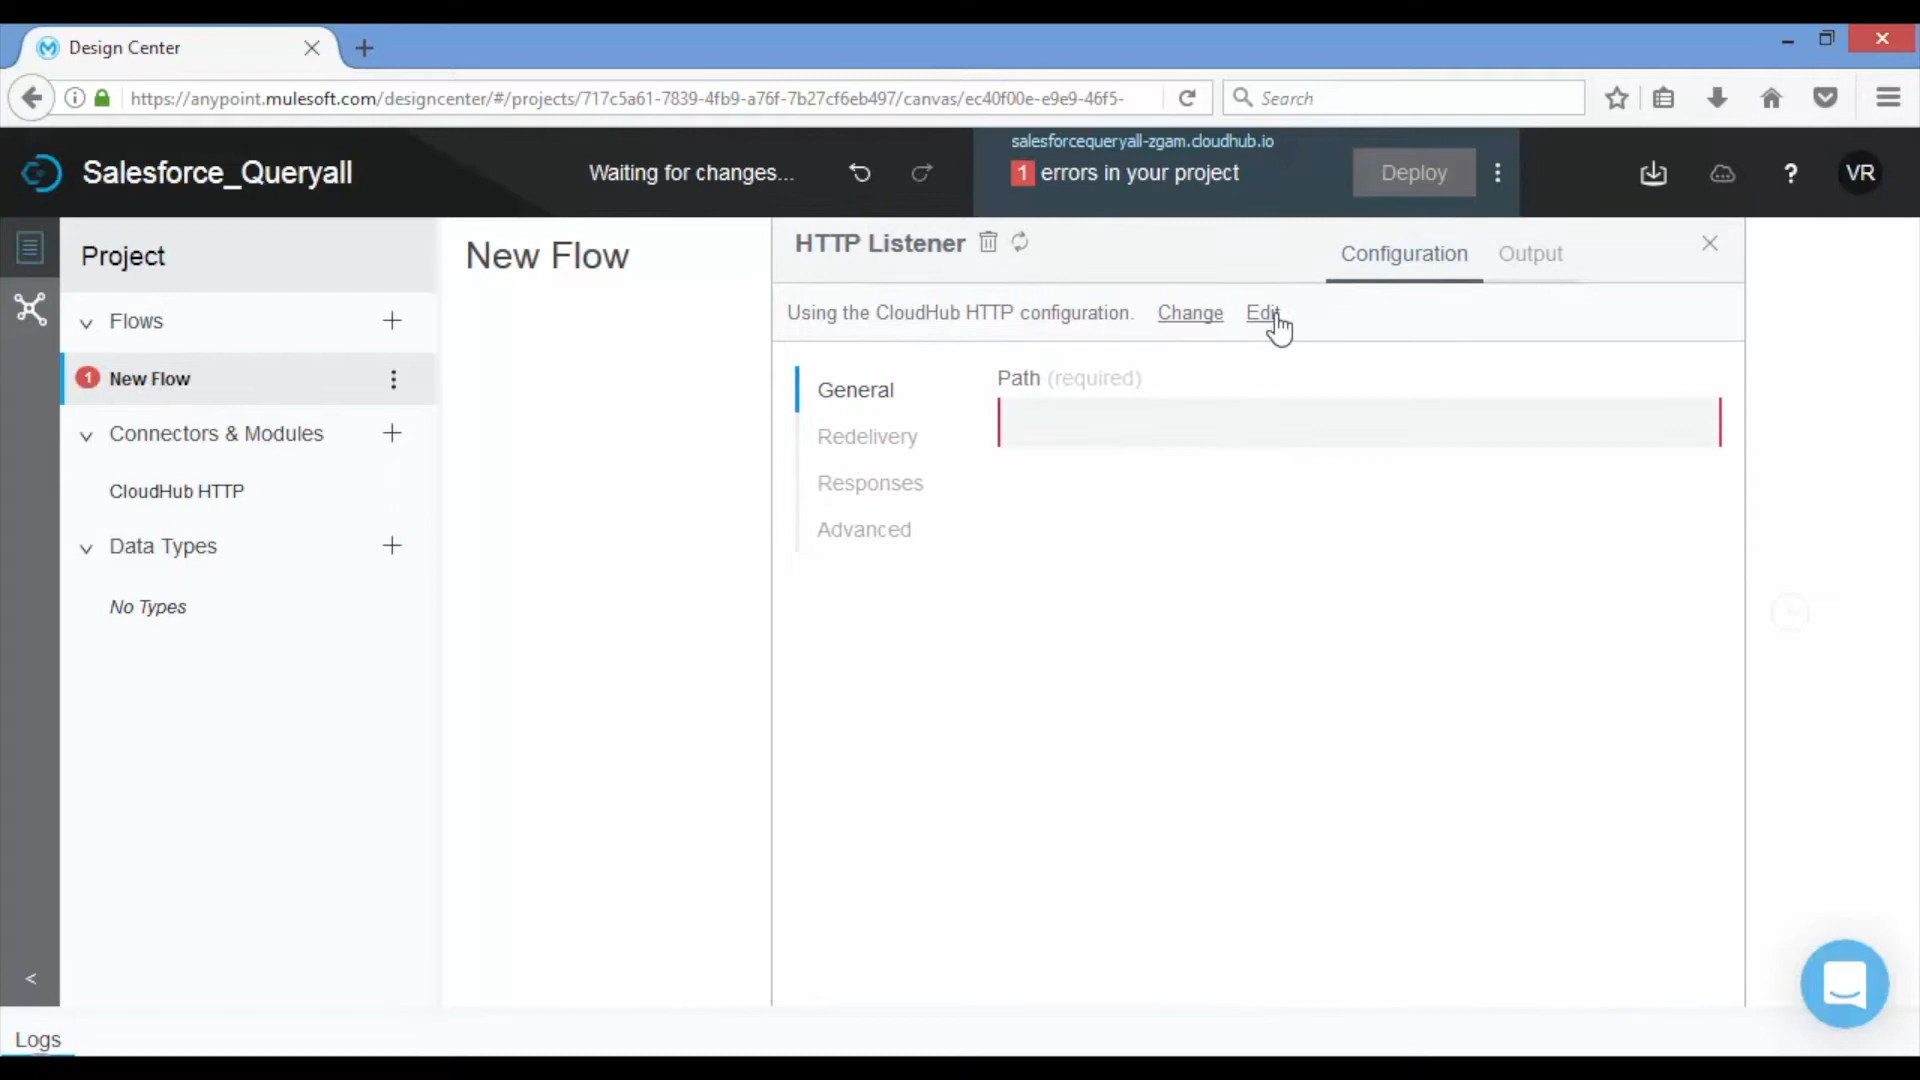 Design Center
https://anypoint.mulesoft.com/designcenter/#/projects/717c5a61-7839-4fb9-a76f-7b27cf6eb497/canvas/ec40f00e-e9e9-46f5-
Search
Salesforce_Queryall
Waiting for changes...
salesforcequeryall-zgam.cloudhub.io
1 errors in your project
Deploy
?
VR
Project
New Flow
HTTP Listener
Configuration
Output
Using the CloudHub HTTP configuration. Change Edit
Flows
1 New Flow
Connectors & Modules
CloudHub HTTP
Data Types
No Types
General
Redelivery
Responses
Advanced
Path (required)
<
Logs